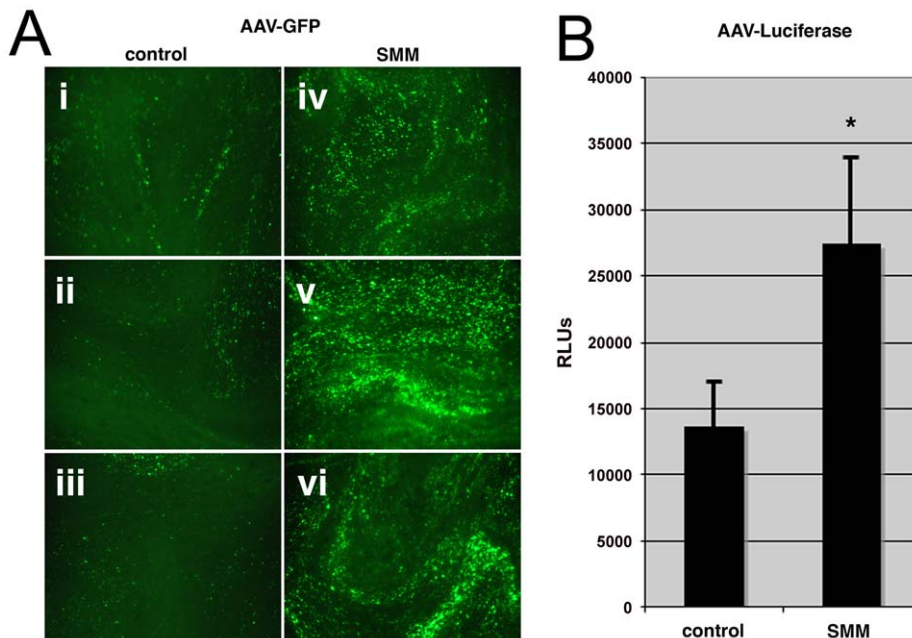 A
AAV-GFP
control SMM
i
iv
ii
v
iii
vi
B
AAV-Luciferase
RLUs
40000
35000
30000
25000
20000
15000
10000
5000
0
*
control SMM